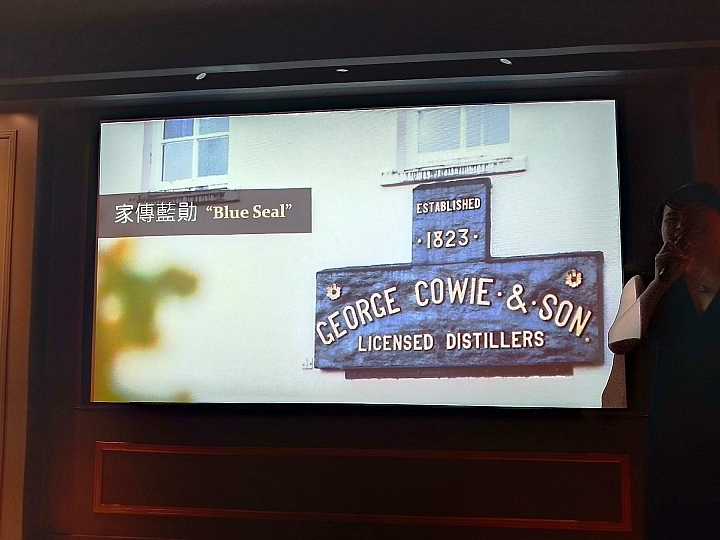 家傳藍勛 “Blue Seal”
ESTABLISHED
·1823·
GEORGE COWIE·&·SON.
LICENSED DISTILLERS